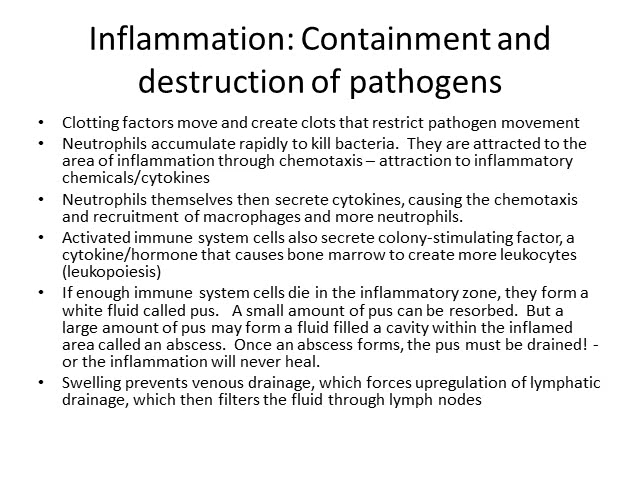 Inflammation: Containment and
destruction of pathogens
• Clotting factors move and create clots that restrict pathogen movement
• Neutrophils accumulate rapidly to kill bacteria.  They are attracted to the
area of inflammation through chemotaxis – attraction to inflammatory
chemicals/cytokines
• Neutrophils themselves then secrete cytokines, causing the chemotaxis
and recruitment of macrophages and more neutrophils.
• Activated immune system cells also secrete colony-stimulating factor, a
cytokine/hormone that causes bone marrow to create more leukocytes
(leukopoiesis)
• If enough immune system cells die in the inflammatory zone, they form a
white fluid called pus.   A small amount of pus can be resorbed.  But a
large amount of pus may form a fluid filled a cavity within the inflamed
area called an abscess.  Once an abscess forms, the pus must be drained! -
or the inflammation will never heal.
• Swelling prevents venous drainage, which forces upregulation of lymphatic
drainage, which then filters the fluid through lymph nodes